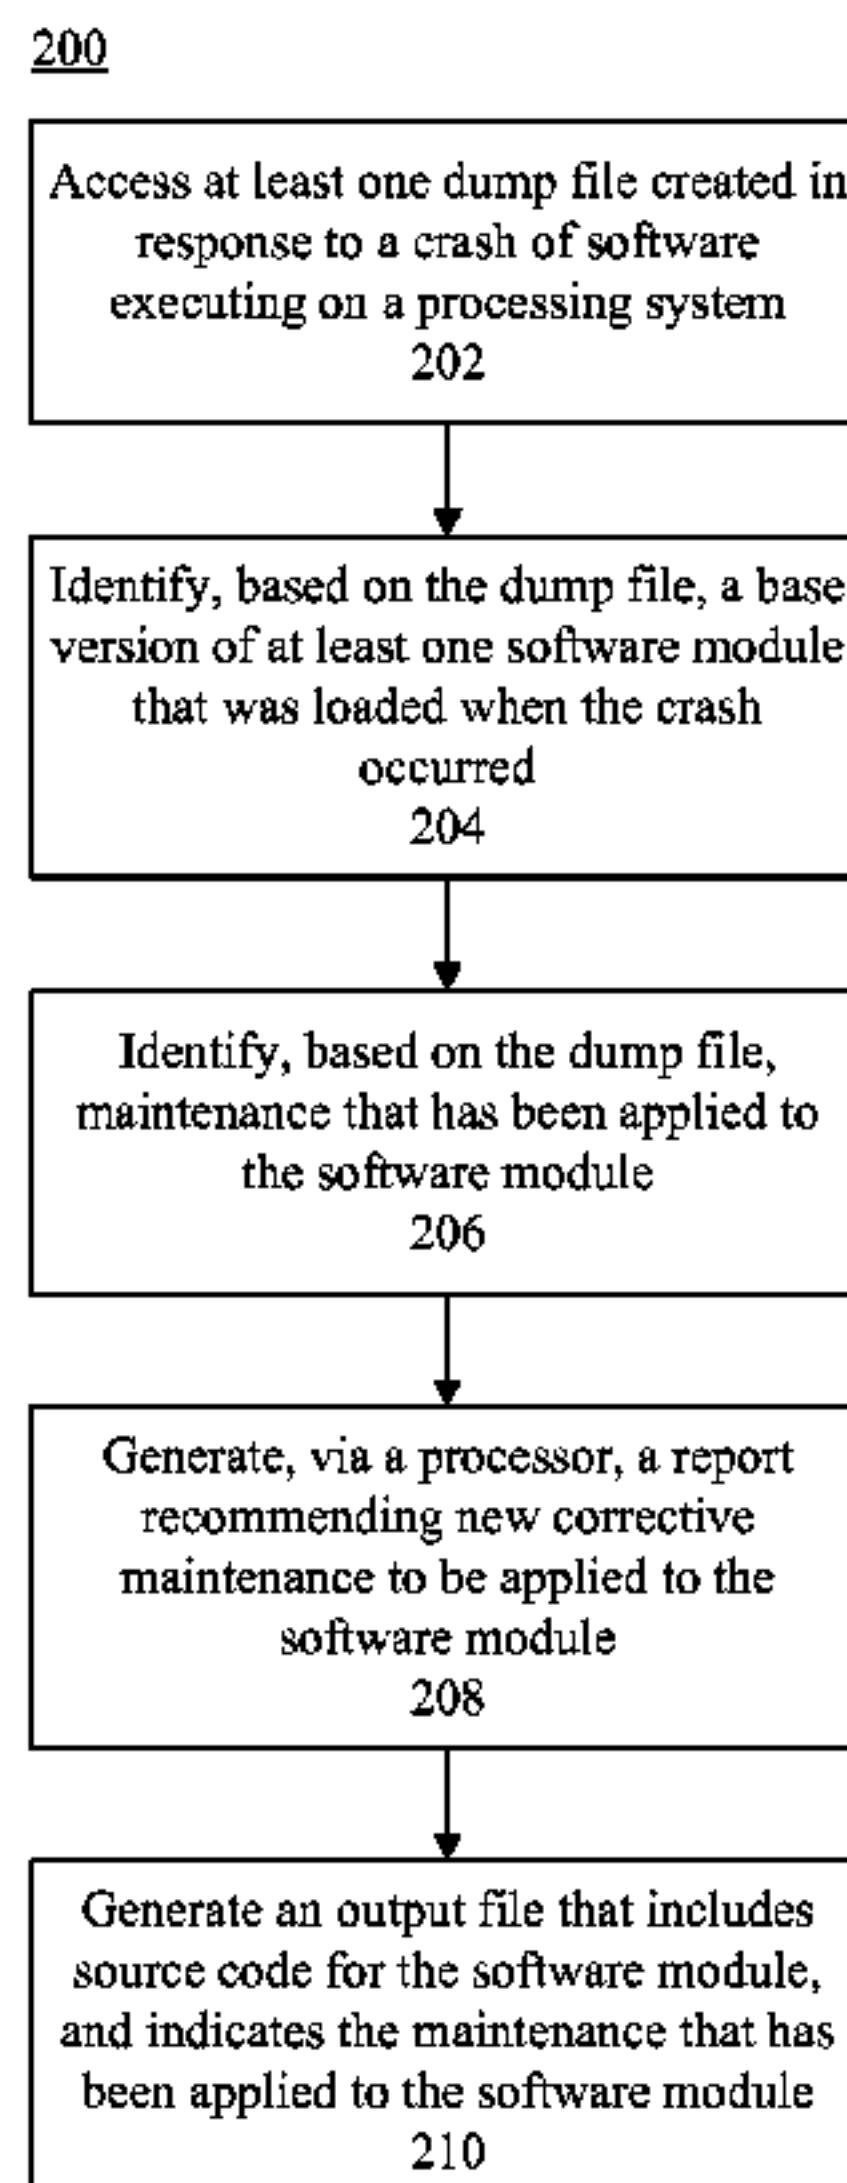 200
Access at least one dump file created in
response to a crash of software
executing on a processing system
202
Identify, based on the dump file, a base
version of at least one software module
that was loaded when the crash
occurred
204
Identify, based on the dump file,
maintenance that has been applied to
the software module
206
Generate, via a processor, a report
recommending new corrective
maintenance to be applied to the
software module
208
Generate an output file that includes
source code for the software module,
and indicates the maintenance that has
been applied to the software module
210